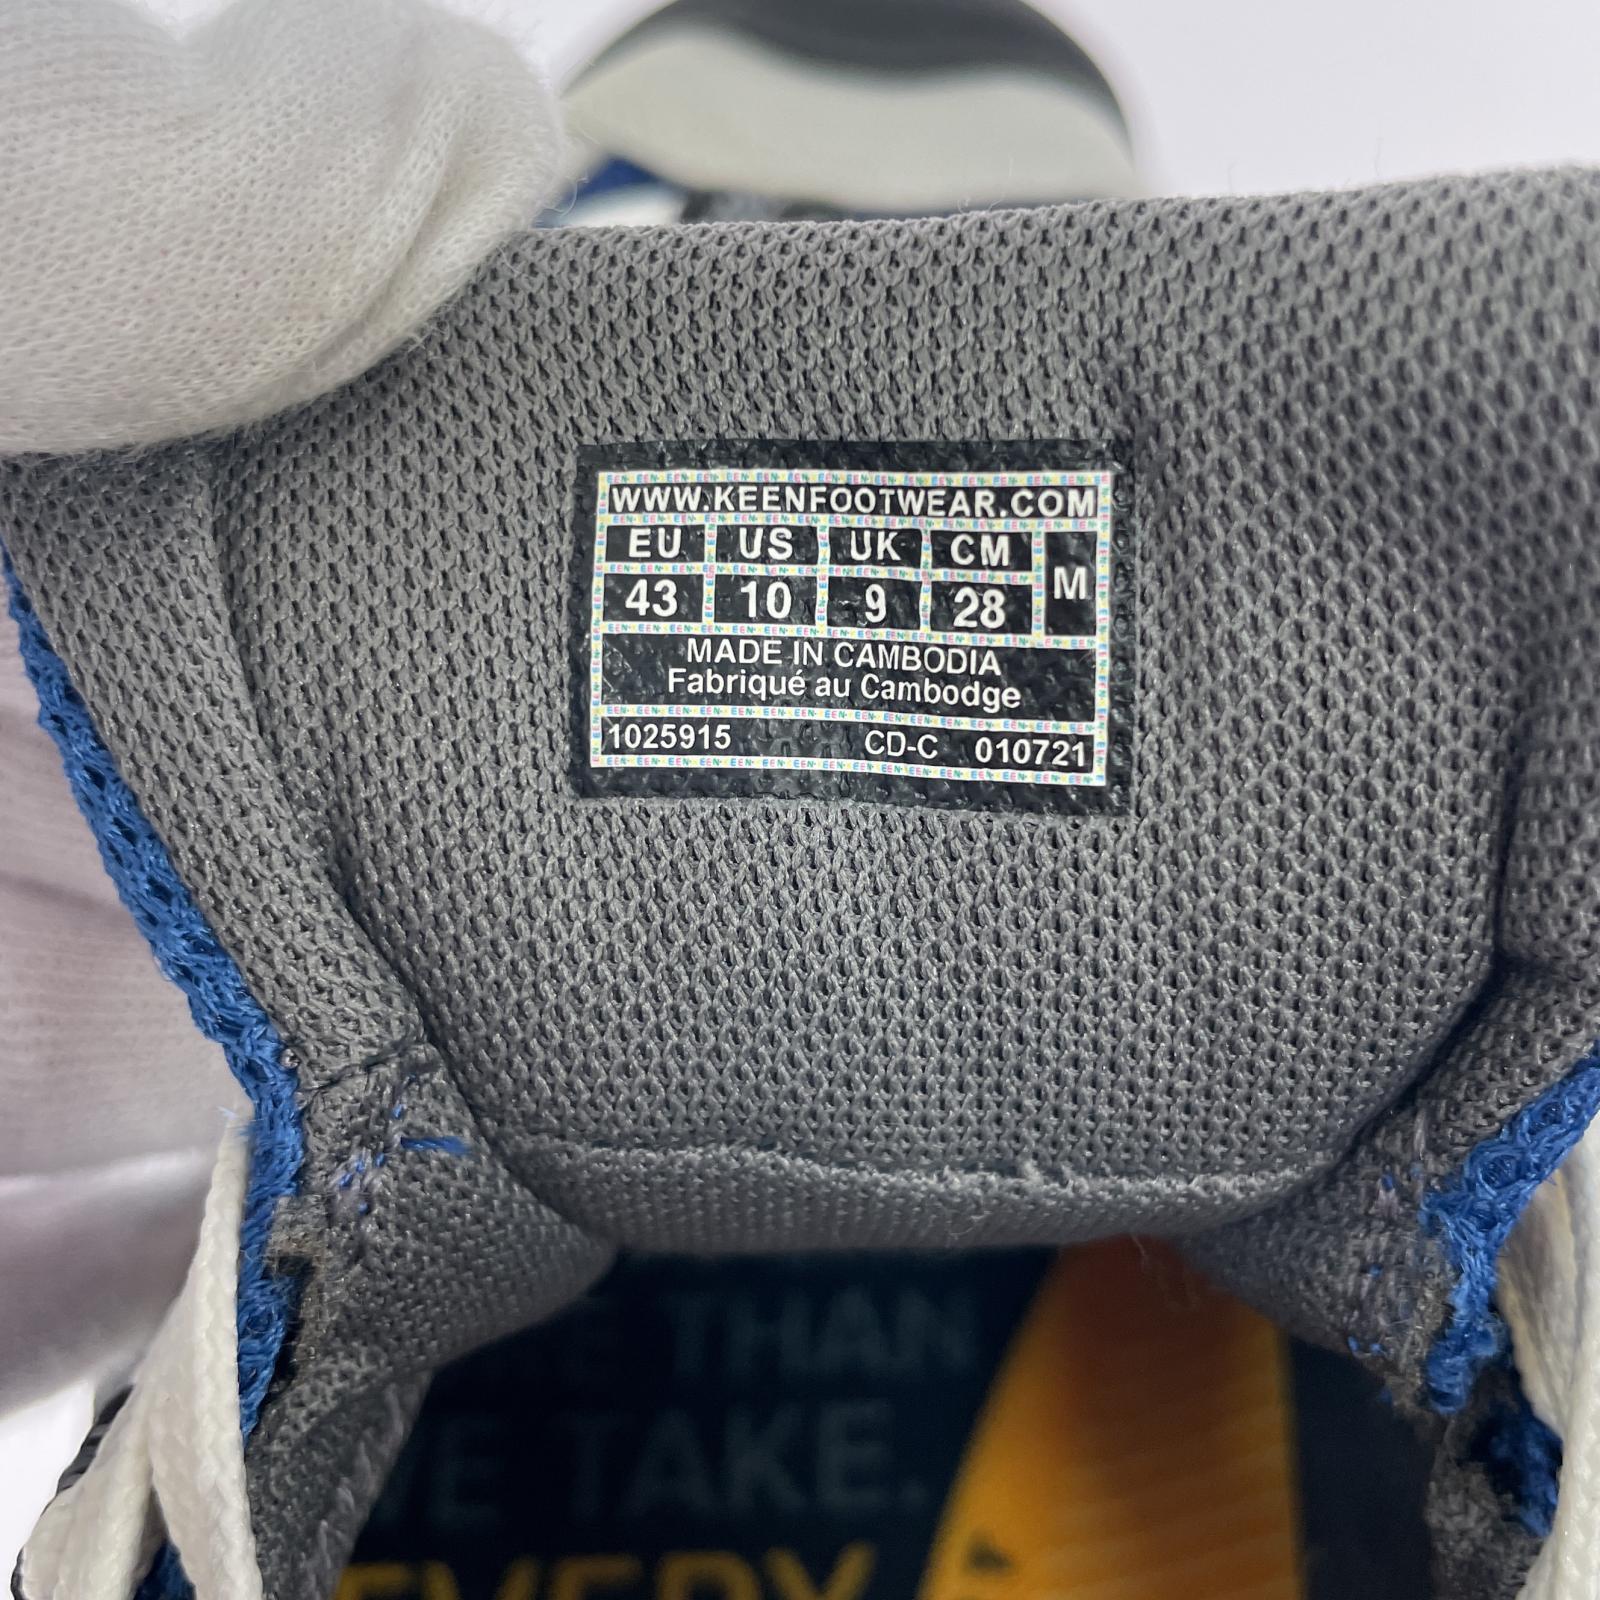 WWW.KEENFOOTWEAR.COM
EU US UK CM M
43 10 9 28
MADE IN CAMBODIA
Fabriqué au Cambodge
1025915 CD-C 010721
THAN
TAKE.
EVERY